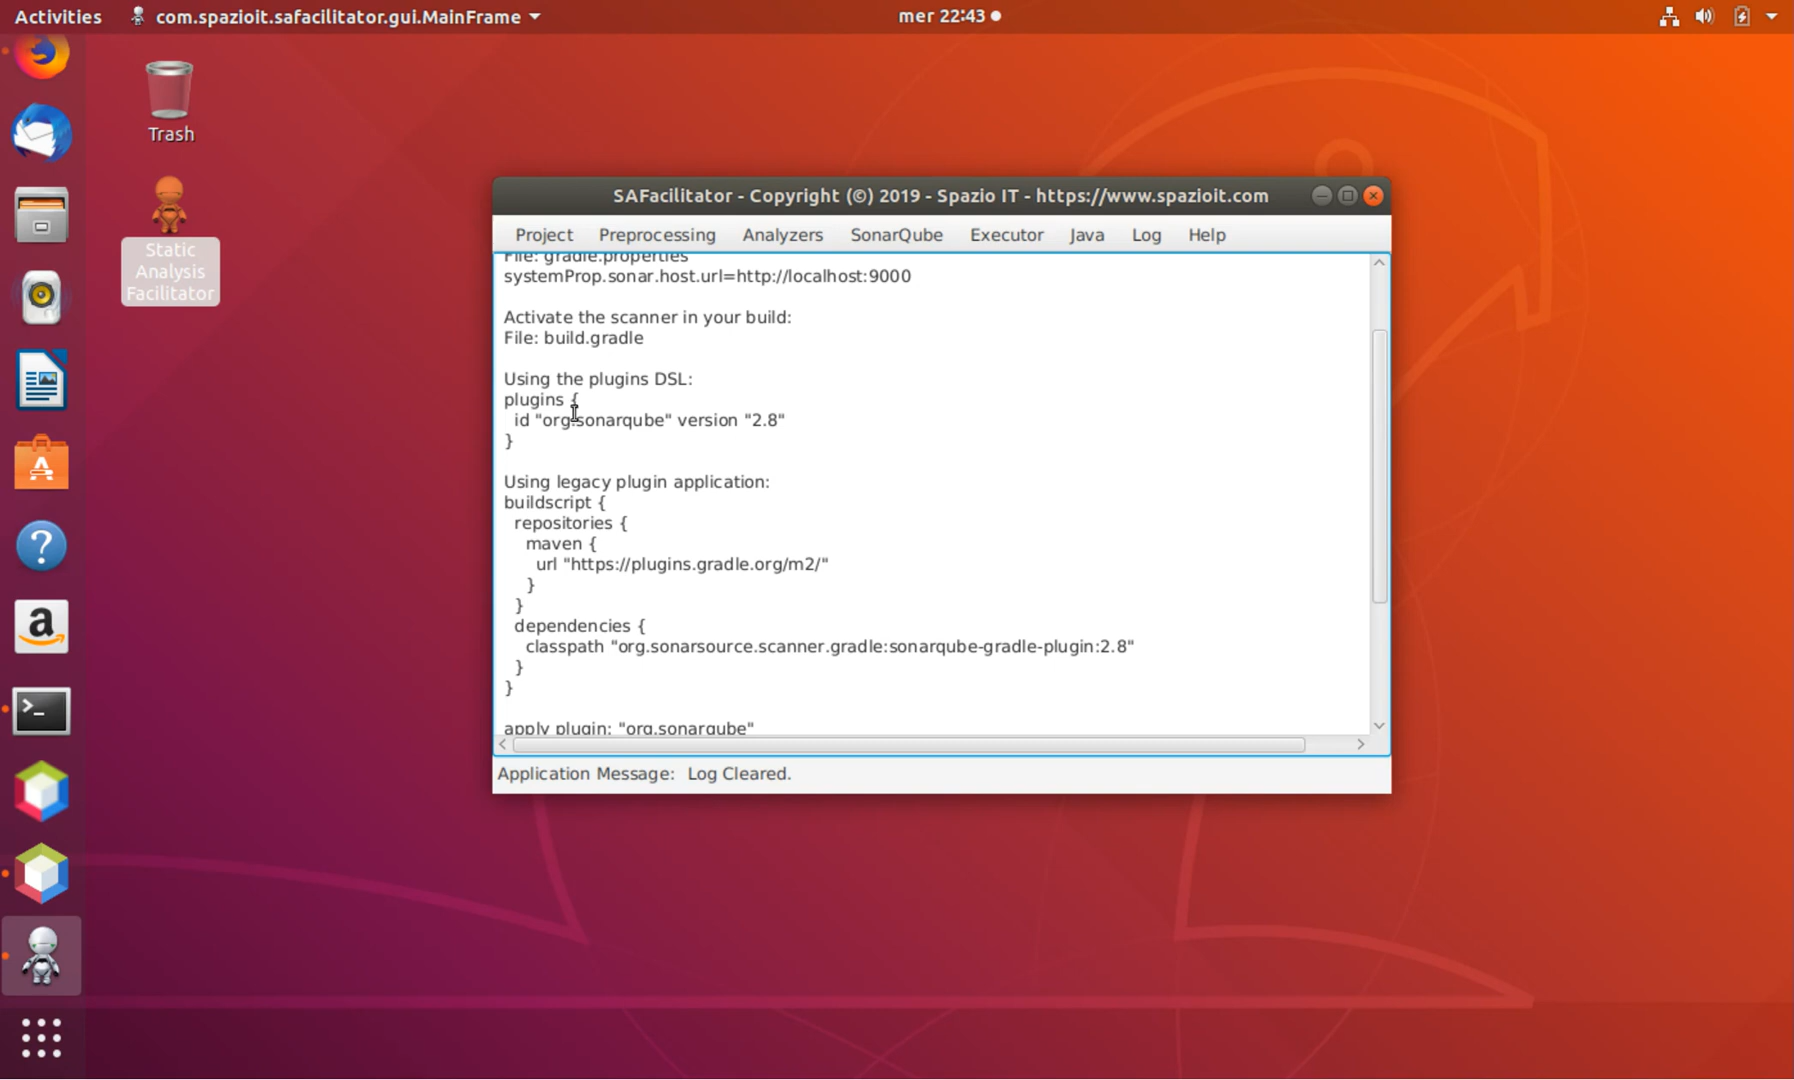 Activities
com.spazioit.safacilitator.gui.MainFrame
mer 22:43
Trash
Static
Analysis
Facilitator
SAFacilitator - Copyright (©) 2019 - Spazio IT - https://www.spazioit.com
Project Preprocessing Analyzers SonarQube Executor Java Log Help
File: gradle.properties
systemProp.sonar.host.url=http://localhost:9000
Activate the scanner in your build:
File: build.gradle
Using the plugins DSL:
plugins {
id "org.sonarqube" version "2.8"
}
Using legacy plugin application:
buildscript {
repositories {
maven {
url "https://plugins.gradle.org/m2/"
}
}
dependencies {
classpath "org.sonarsource.scanner.gradle:sonarqube-gradle-plugin:2.8"
}
}
apply plugin: "org.sonarqube"
Application Message: Log Cleared.